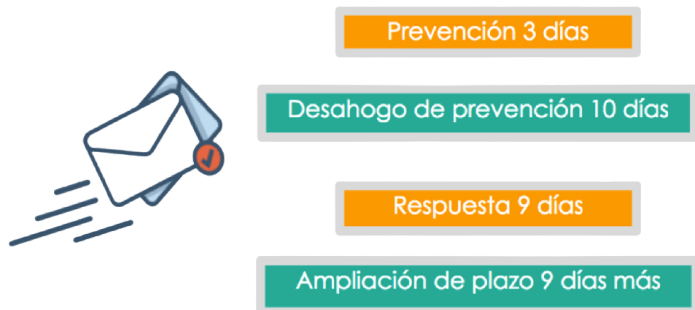 Prevención 3 días
Desahogo de prevención 10 días
Respuesta 9 días
Ampliación de plazo 9 días más